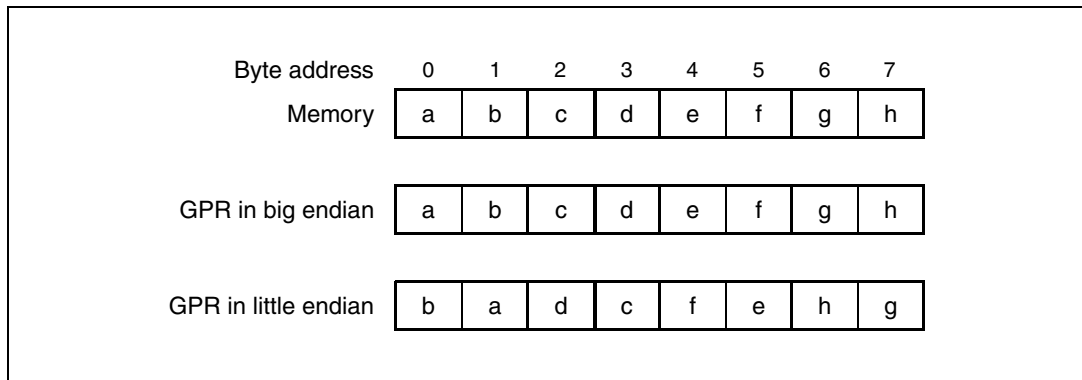 Byte address 0 1 2 3 4 5 6 7
Memory a b c d e f g h
GPR in big endian a b c d e f g h
GPR in little endian b a d c f e h g